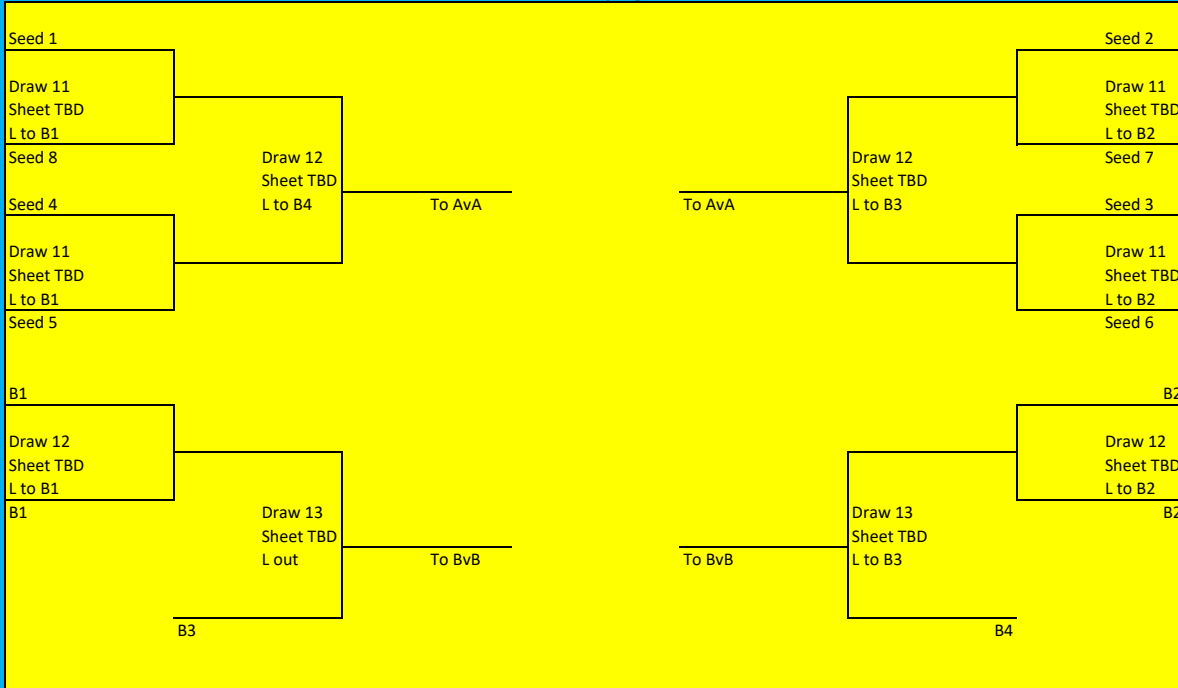 Seed 1
Draw 11
Sheet TBD
L to B1
Seed 8
Draw 12
Sheet TBD
L to B4
To AvA
Seed 4
Draw 11
Sheet TBD
L to B1
Seed 5
Seed 2
Draw 11
Sheet TBD
L to B2
Seed 7
Draw 12
Sheet TBD
L to B3
To AvA
Seed 3
Draw 11
Sheet TBD
L to B2
Seed 6
B1
Draw 12
Sheet TBD
L to B1
B1
Draw 13
Sheet TBD
L out
To BvB
B3
B2
Draw 12
Sheet TBD
L to B2
B2
Draw 13
Sheet TBD
L to B3
To BvB
B4